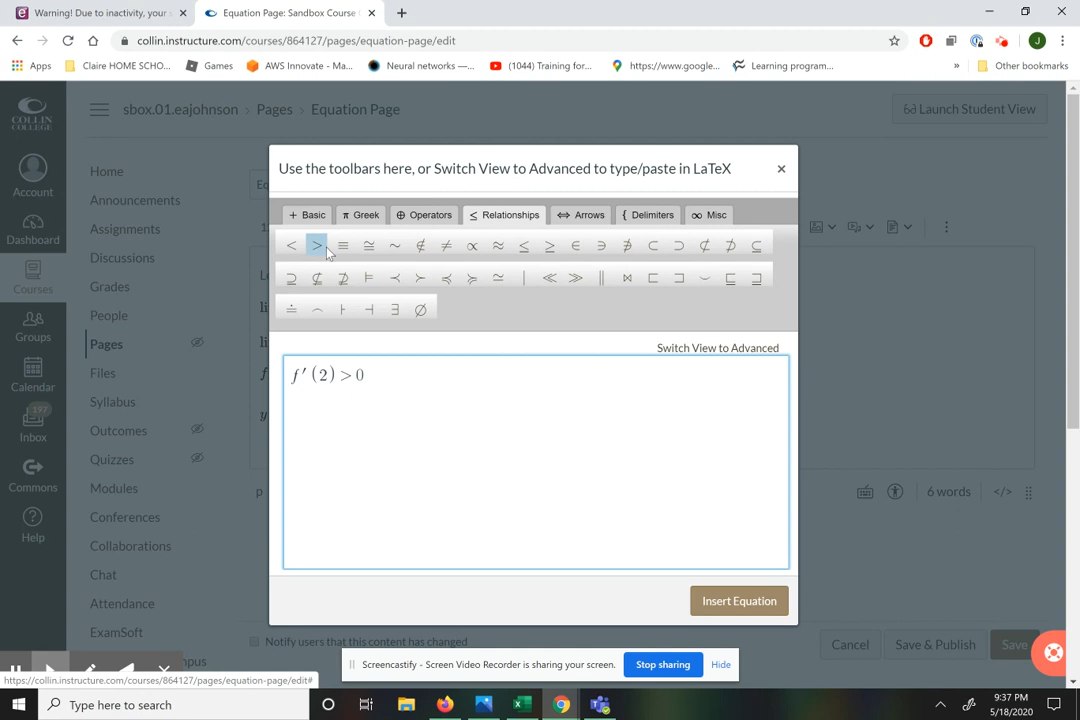 Warning! Due to inactivity, your s
Equation Page: Sandbox Course (
collin.instructure.com/courses/864127/pages/equation-page/edit
Apps
Claire HOME SCHO...
Games
AWS Innovate - Ma...
Neural networks —...
(1044) Training for...
https://www.google...
Learning program...
»
Other bookmarks
COLLIN COLLEGE
sbox.01.eajohnson > Pages > Equation Page
Launch Student View
Account
Dashboard
Courses
Groups
Calendar
197
Inbox
Commons
Help
Home
Announcements
Assignments
Discussions
Grades
People
Pages
Files
Syllabus
Outcomes
Quizzes
Modules
Conferences
Collaborations
Chat
Attendance
ExamSoft
Use the toolbars here, or Switch View to Advanced to type/paste in LaTeX
+ Basic
π Greek
⊕ Operators
≤ Relationships
⇔ Arrows
{ Delimiters
∞ Misc
< > ≡ ≅ ~ ∉ ≠ ∝ ≈ ≤ ≥ ∈ ∋ ∌ ⊂ ⊃ ⊄ ⊅ ⊆
⊇ ⊈ ⊉ ⊨ ≺ ≻ ≼ ≽ ≃ ∣ ≪ ≫ ∥ ⋈ ⊏ ⊐ ⌣ ⊑ ⊒
≐ ⌢ ⊢ ⊣ ∃ ∅
Switch View to Advanced
f′(2) > 0
Insert Equation
p
6 words
</>
Notify users that this content has changed
Cancel
Save & Publish
Save
Screencastify - Screen Video Recorder is sharing your screen.
Stop sharing
Hide
https://collin.instructure.com/courses/864127/pages/equation-page/edit#
Type here to search
9:37 PM
5/18/2020